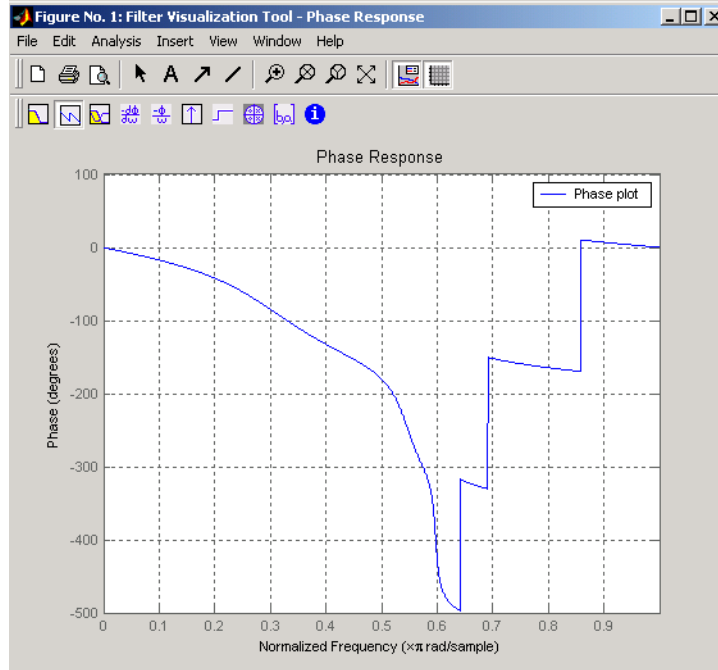 Figure No. 1: Filter Visualization Tool - Phase Response
File Edit Analysis Insert View Window Help
A
Phase Response
Phase plot
Phase (degrees)
100
0
-100
-200
-300
-400
-500
0 0.1 0.2 0.3 0.4 0.5 0.6 0.7 0.8 0.9
Normalized Frequency (×π rad/sample)